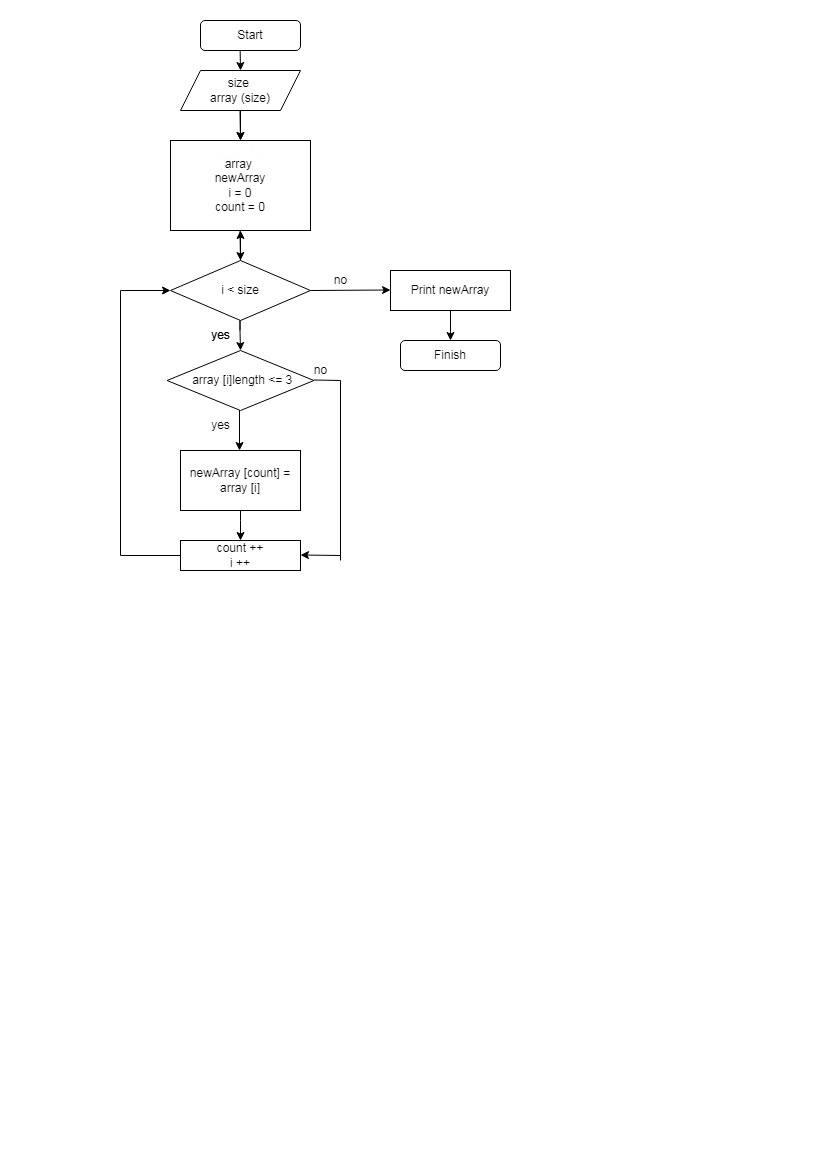 Start
size
array (size)
array
newArray
i = 0
count = 0
i < size
no
Print newArray
Finish
yes
array [i]length <= 3
no
yes
newArray [count] =
array [i]
count ++
i ++